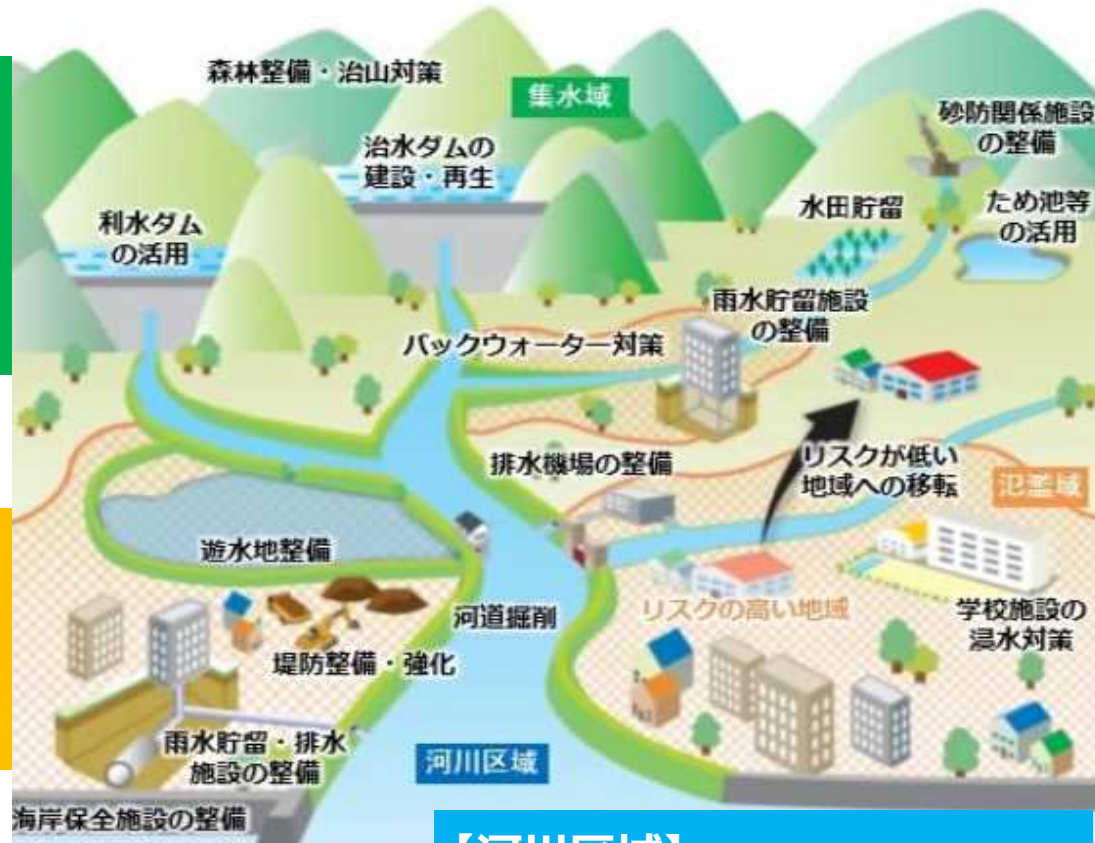 森林整備・治山対策
集水域
砂防関係施設
の整備
治水ダムの
建設・再生
水田貯留
ため池等
の活用
利水ダム
の活用
雨水貯留施設
の整備
バックウォーター対策
排水機場の整備
リスクが低い
地域への移転
氾濫域
遊水地整備
リスクの高い地域
河道掘削
学校施設の
浸水対策
堤防整備・強化
雨水貯留・排水
施設の整備
河川区域
海岸保全施設の整備
【河川区域】